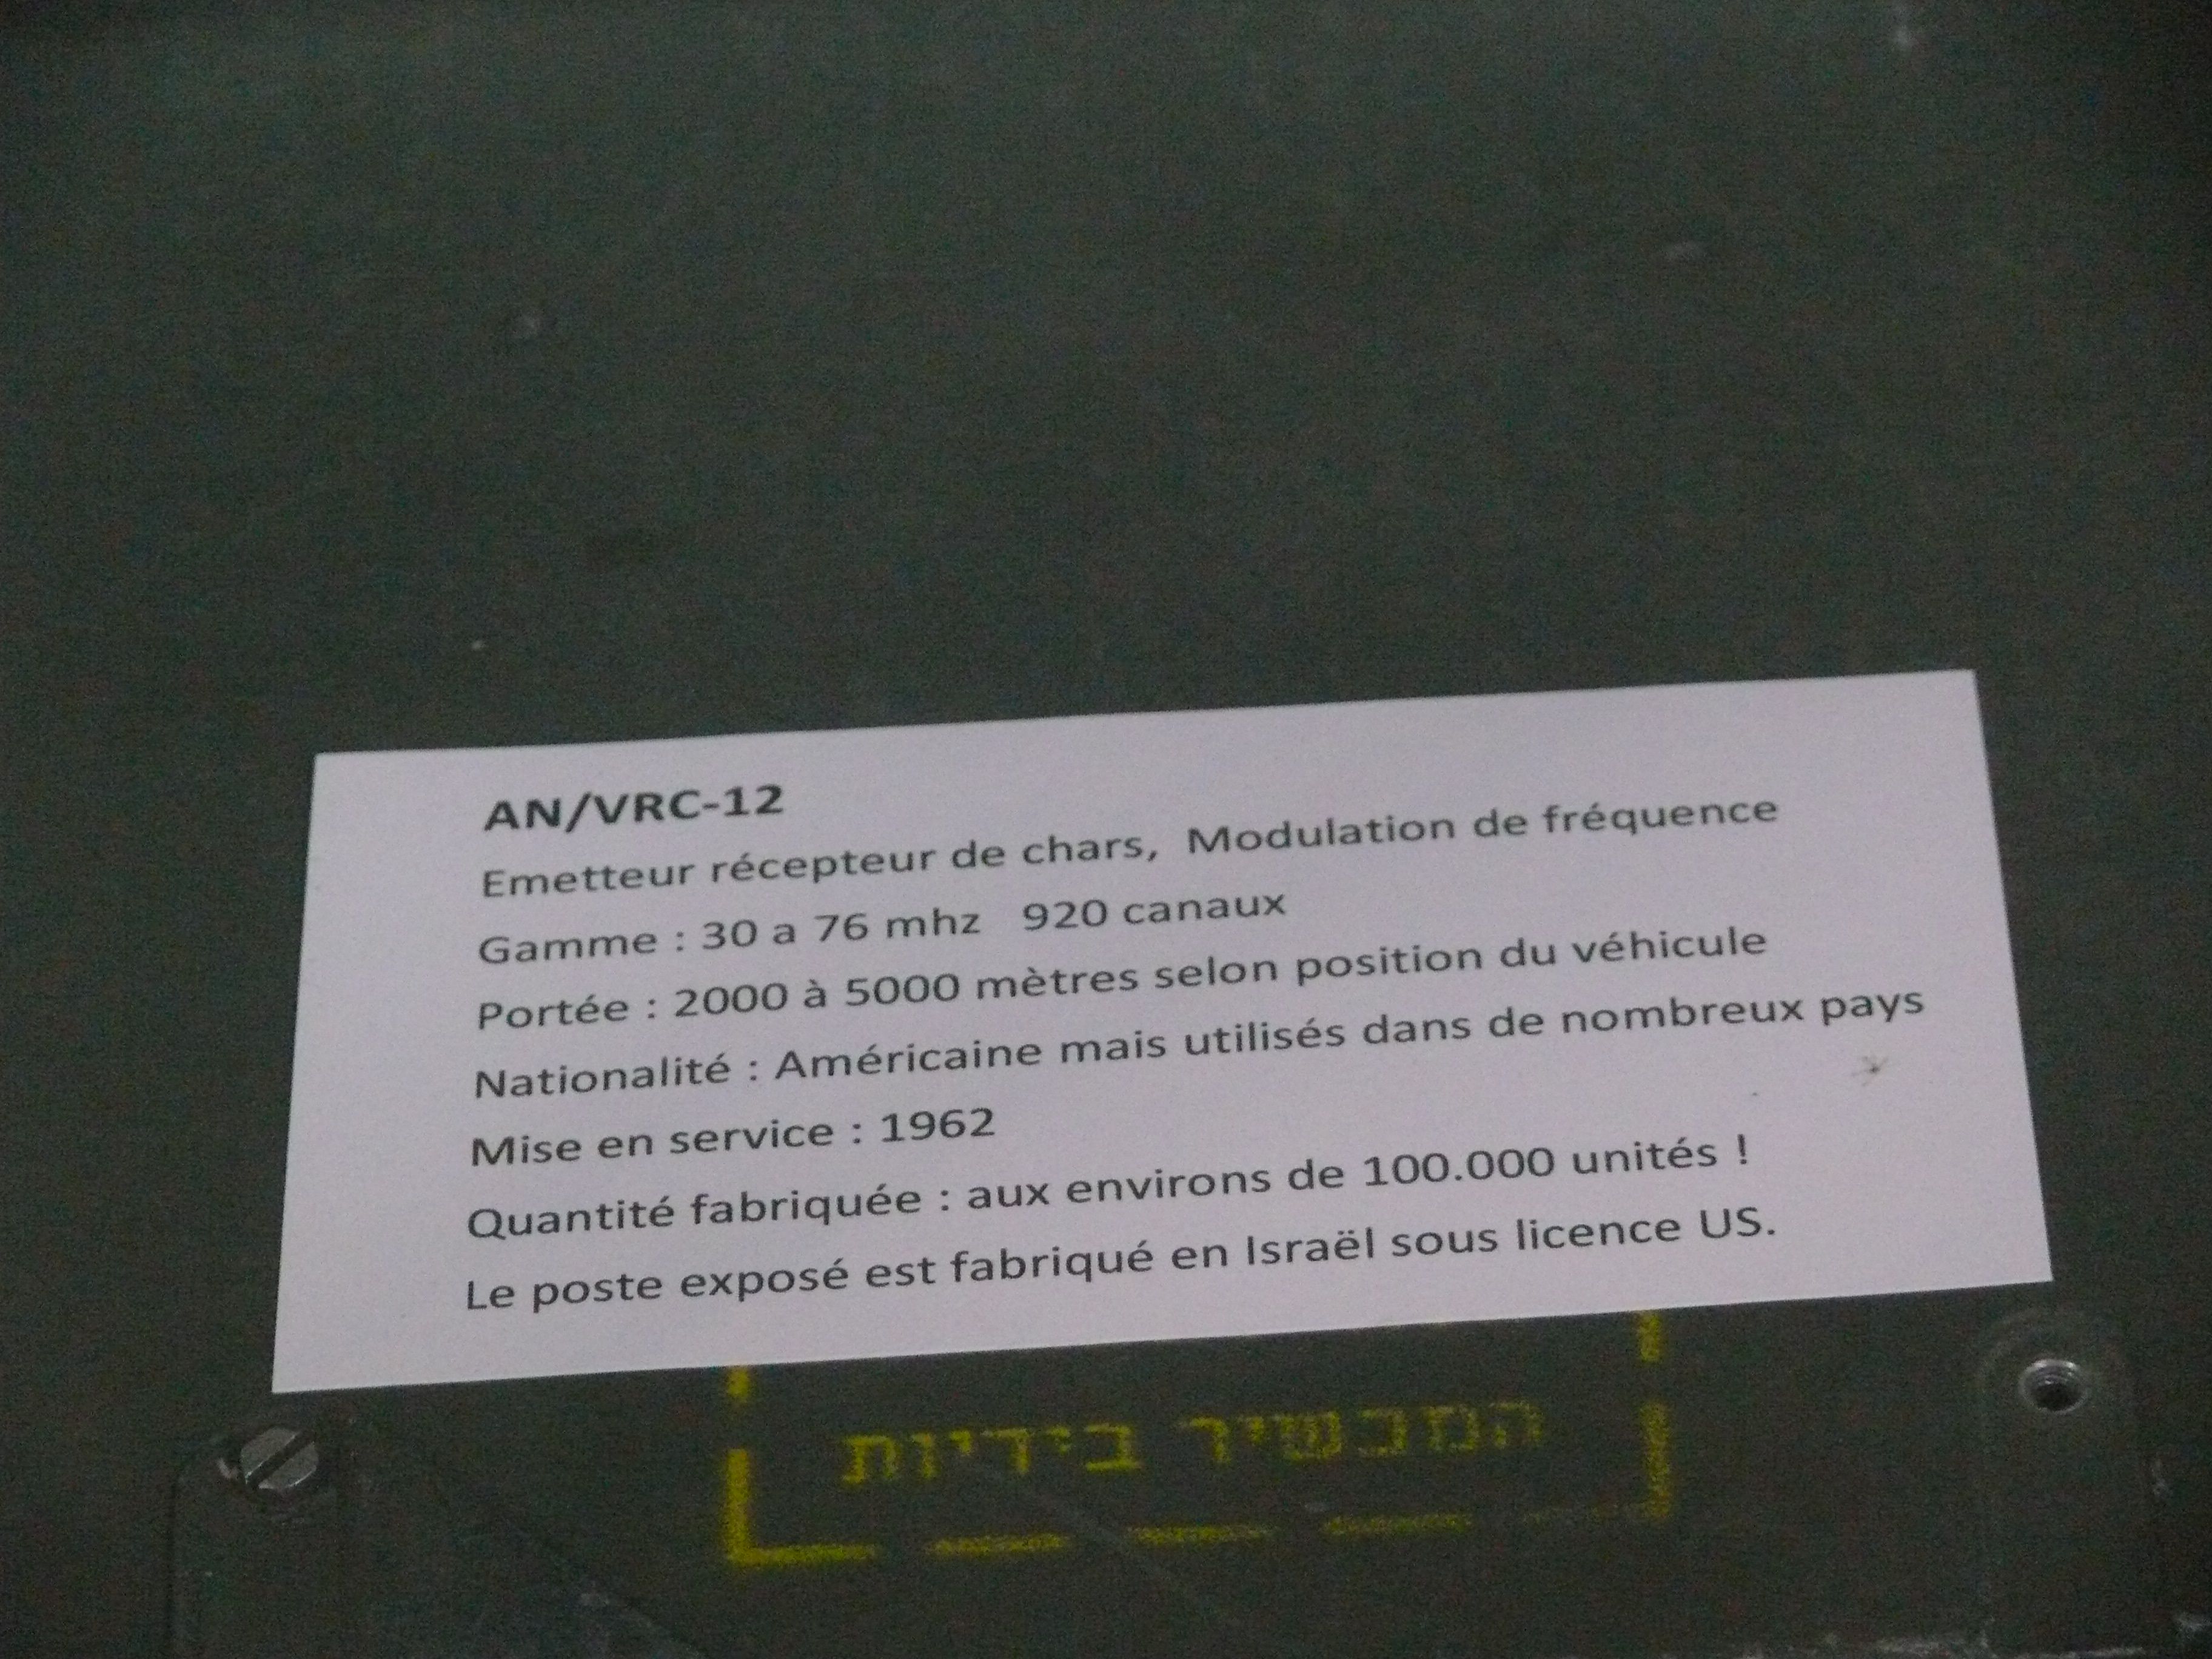 AN/VRC-12
Emetteur récepteur de chars, Modulation de fréquence
Gamme : 30 a 76 mhz 920 canaux
Portée : 2000 à 5000 mètres selon position du véhicule
Nationalité : Américaine mais utilisés dans de nombreux pays
Mise en service : 1962
Quantité fabriquée : aux environs de 100.000 unités !
Le poste exposé est fabriqué en Israël sous licence US.
המכשיר בידיות